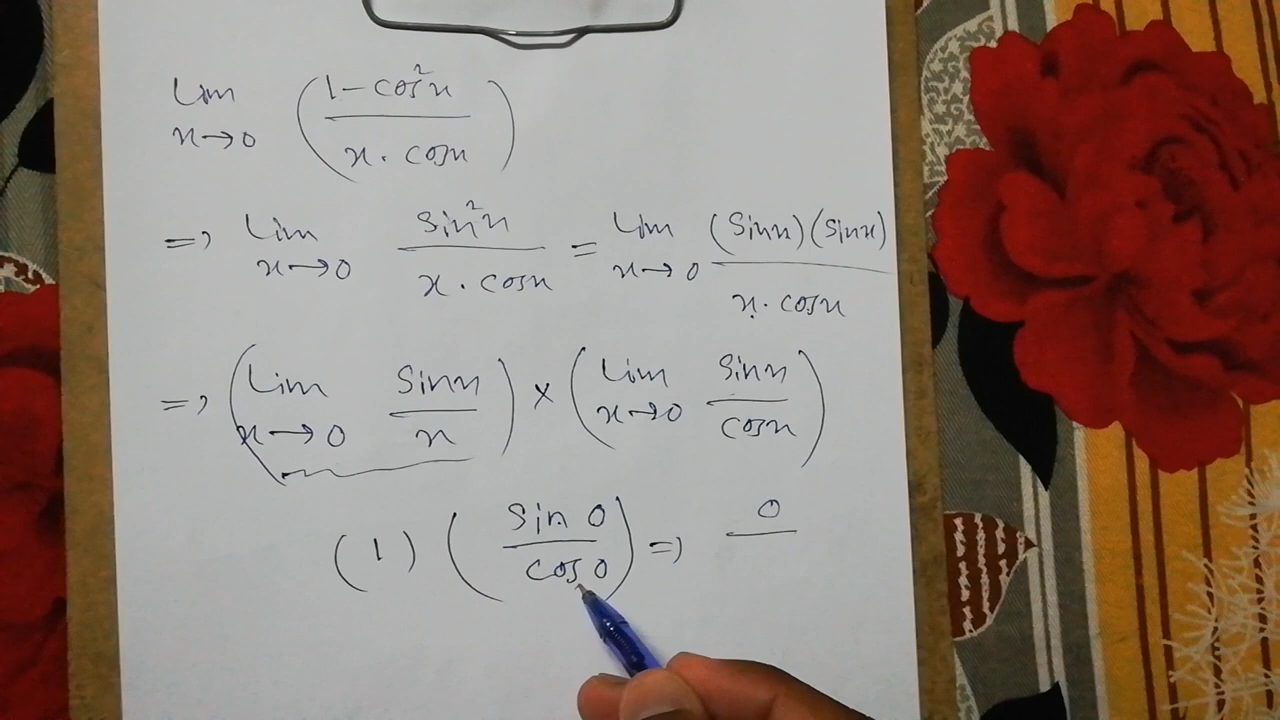 Lim x→0 ( (1 - cos²x) / (x · cosx) )
=> Lim x→0 sin²x / (x · cosx) = Lim x→0 (sinx)(sinx) / (x · cosx)
=> ( Lim x→0 sinx / x ) × ( Lim x→0 sinx / cosx )
(1) ( sin 0 / cos 0 ) => 0 /